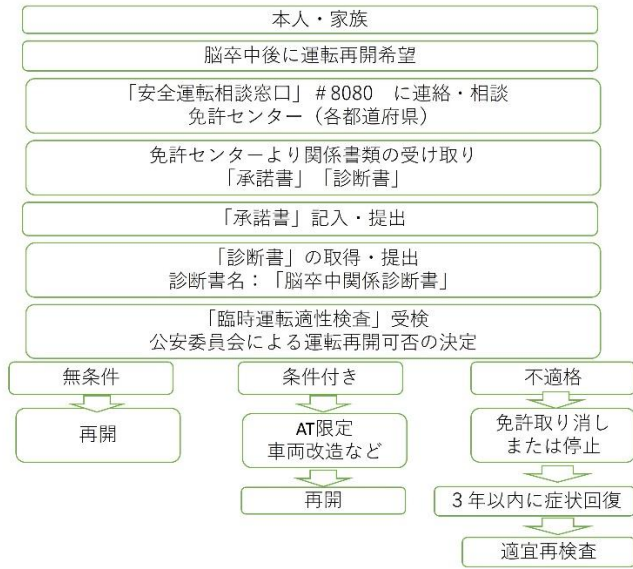 本人・家族
脳卒中後に運転再開希望
「安全運転相談窓口」＃8080　に連絡・相談
免許センター（各都道府県）
免許センターより関係書類の受け取り
「承諾書」「診断書」
「承諾書」記入・提出
「診断書」の取得・提出
診断書名：「脳卒中関係診断書」
「臨時運転適性検査」受検
公安委員会による運転再開可否の決定
無条件
再開
条件付き
AT限定
車両改造など
再開
不適格
免許取り消し
または停止
３年以内に症状回復
適宜再検査